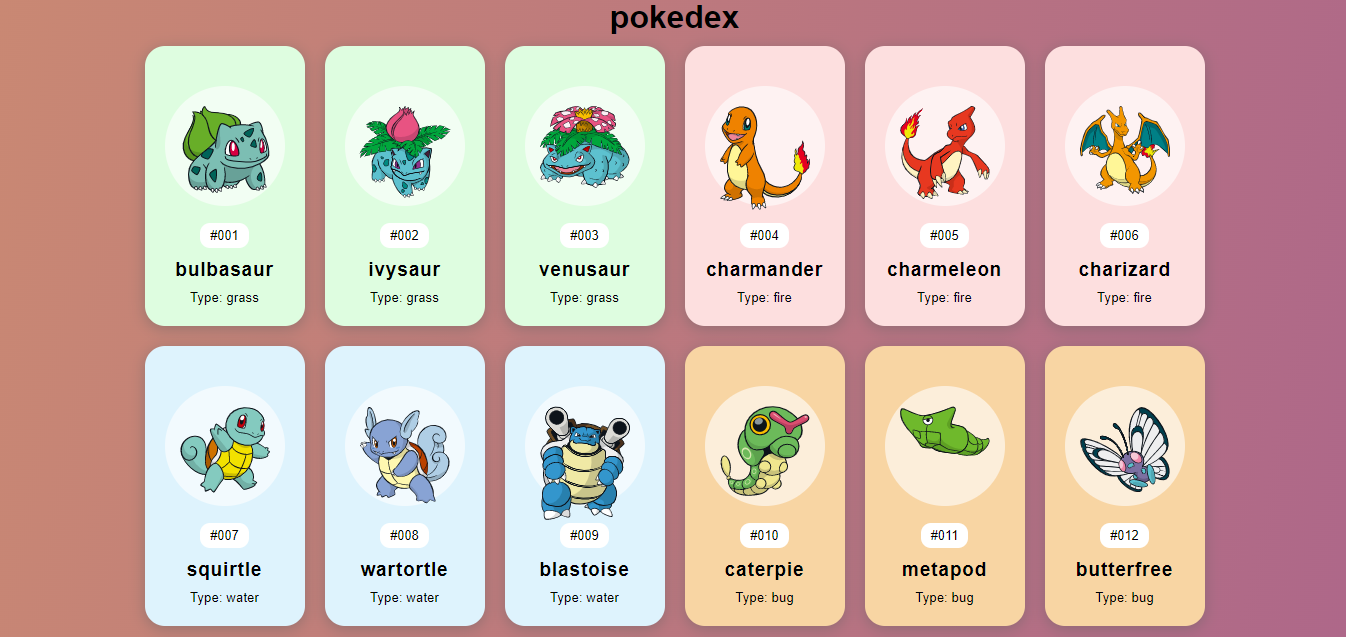 pokedex
#001
bulbasaur
Type: grass
#002
ivysaur
Type: grass
#003
venusaur
Type: grass
#004
charmander
Type: fire
#005
charmeleon
Type: fire
#006
charizard
Type: fire
#007
squirtle
Type: water
#008
wartortle
Type: water
#009
blastoise
Type: water
#010
caterpie
Type: bug
#011
metapod
Type: bug
#012
butterfree
Type: bug